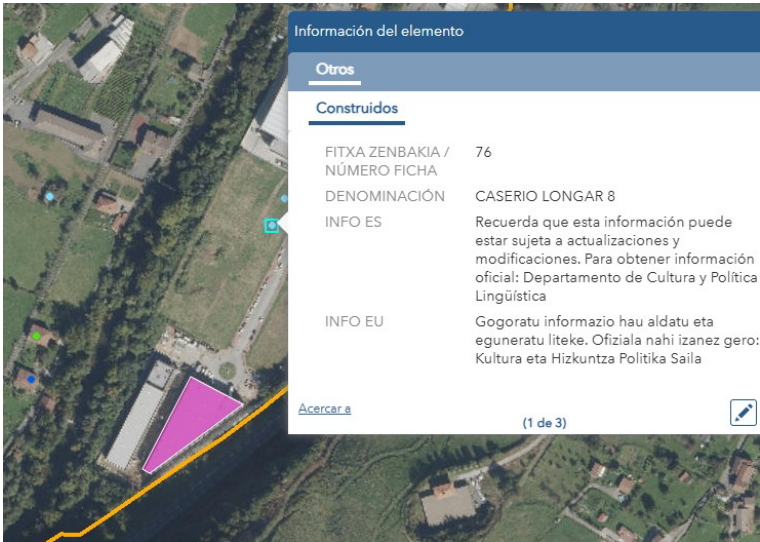 Información del elemento
Otros
Construidos
FITXA ZENBAKIA / 76
NÚMERO FICHA
DENOMINACIÓN CASERIO LONGAR 8
INFO ES Recuerda que esta información puede
estar sujeta a actualizaciones y
modificaciones. Para obtener información
oficial: Departamento de Cultura y Política
Lingüística
INFO EU Gogoratu informazio hau aldatu eta
eguneratu liteke. Ofiziala nahi izanez gero:
Kultura eta Hizkuntza Politika Saila
Acercar a
(1 de 3)